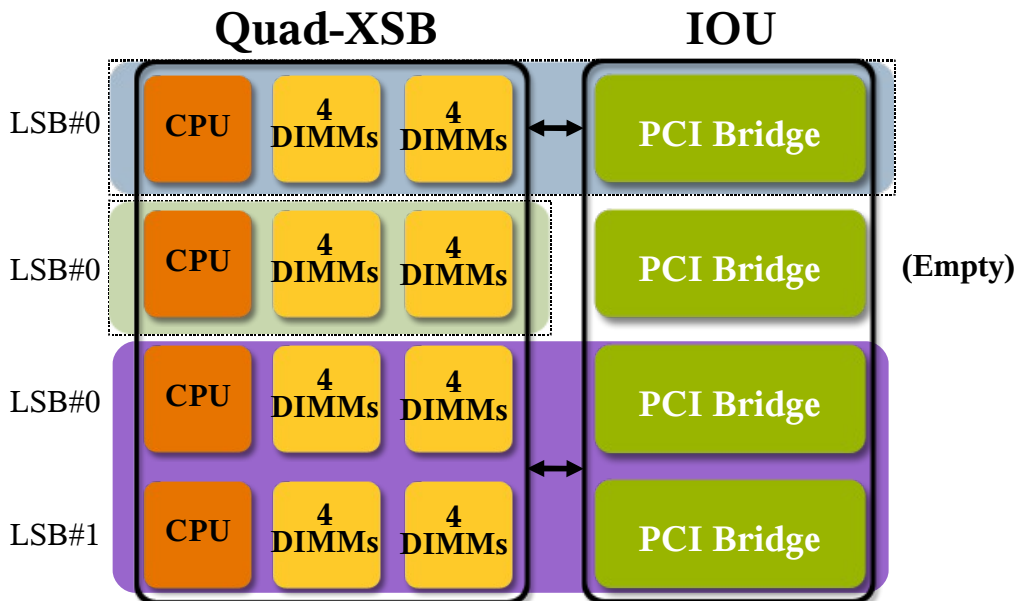 Quad-XSB IOU
LSB#0 CPU 4 DIMMs 4 DIMMs PCI Bridge
LSB#0 CPU 4 DIMMs 4 DIMMs PCI Bridge (Empty)
LSB#0 CPU 4 DIMMs 4 DIMMs PCI Bridge
LSB#1 CPU 4 DIMMs 4 DIMMs PCI Bridge